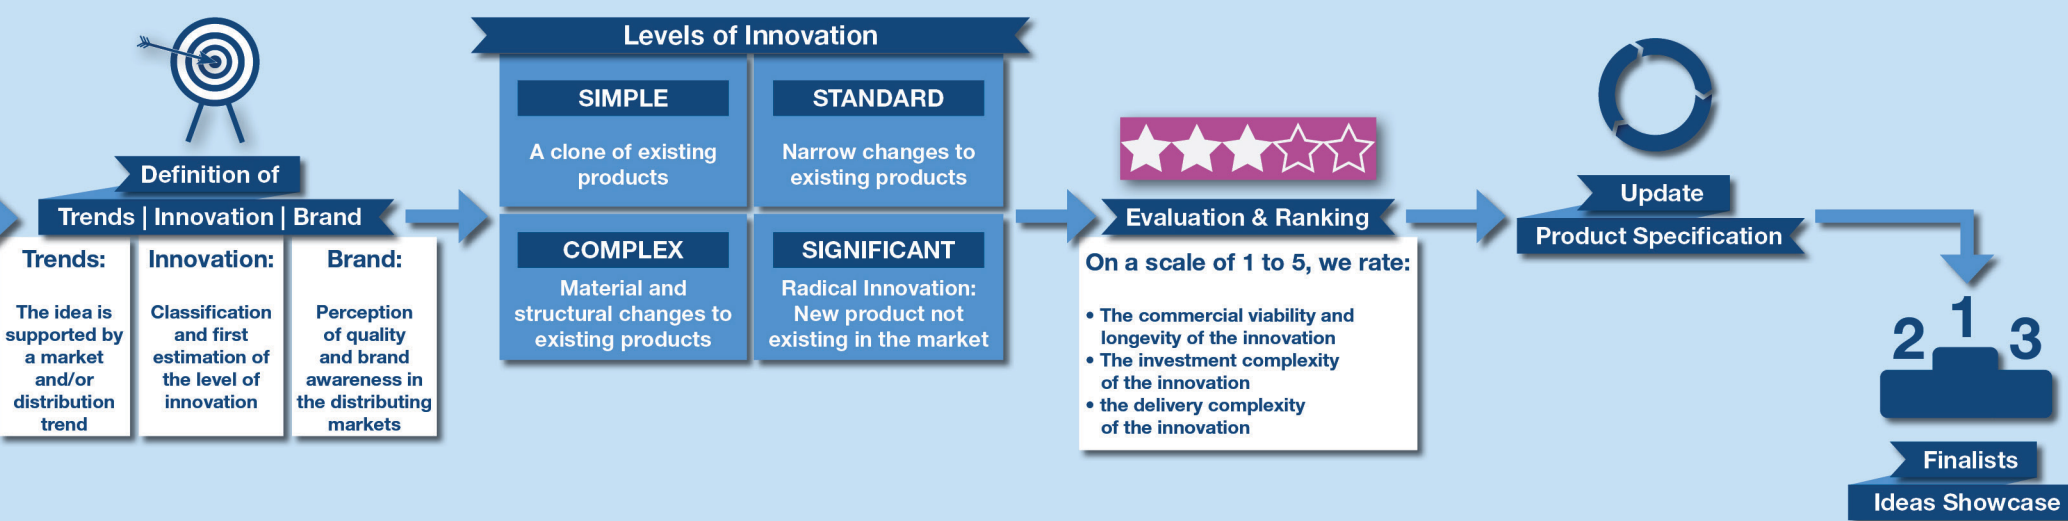 Definition of
Trends | Innovation | Brand
Trends:
The idea is
supported by
a market
and/or
distribution
trend
Innovation:
Classification
and first
estimation of
the level of
innovation
Brand:
Perception
of quality
and brand
awareness in
the distributing
markets
Levels of Innovation
SIMPLE
A clone of existing
products
STANDARD
Narrow changes to
existing products
COMPLEX
Material and
structural changes to
existing products
SIGNIFICANT
Radical Innovation:
New product not
existing in the market
Evaluation & Ranking
On a scale of 1 to 5, we rate:
• The commercial viability and
longevity of the innovation
• The investment complexity
of the innovation
• the delivery complexity
of the innovation
Update
Product Specification
2 1 3
Finalists
Ideas Showcase